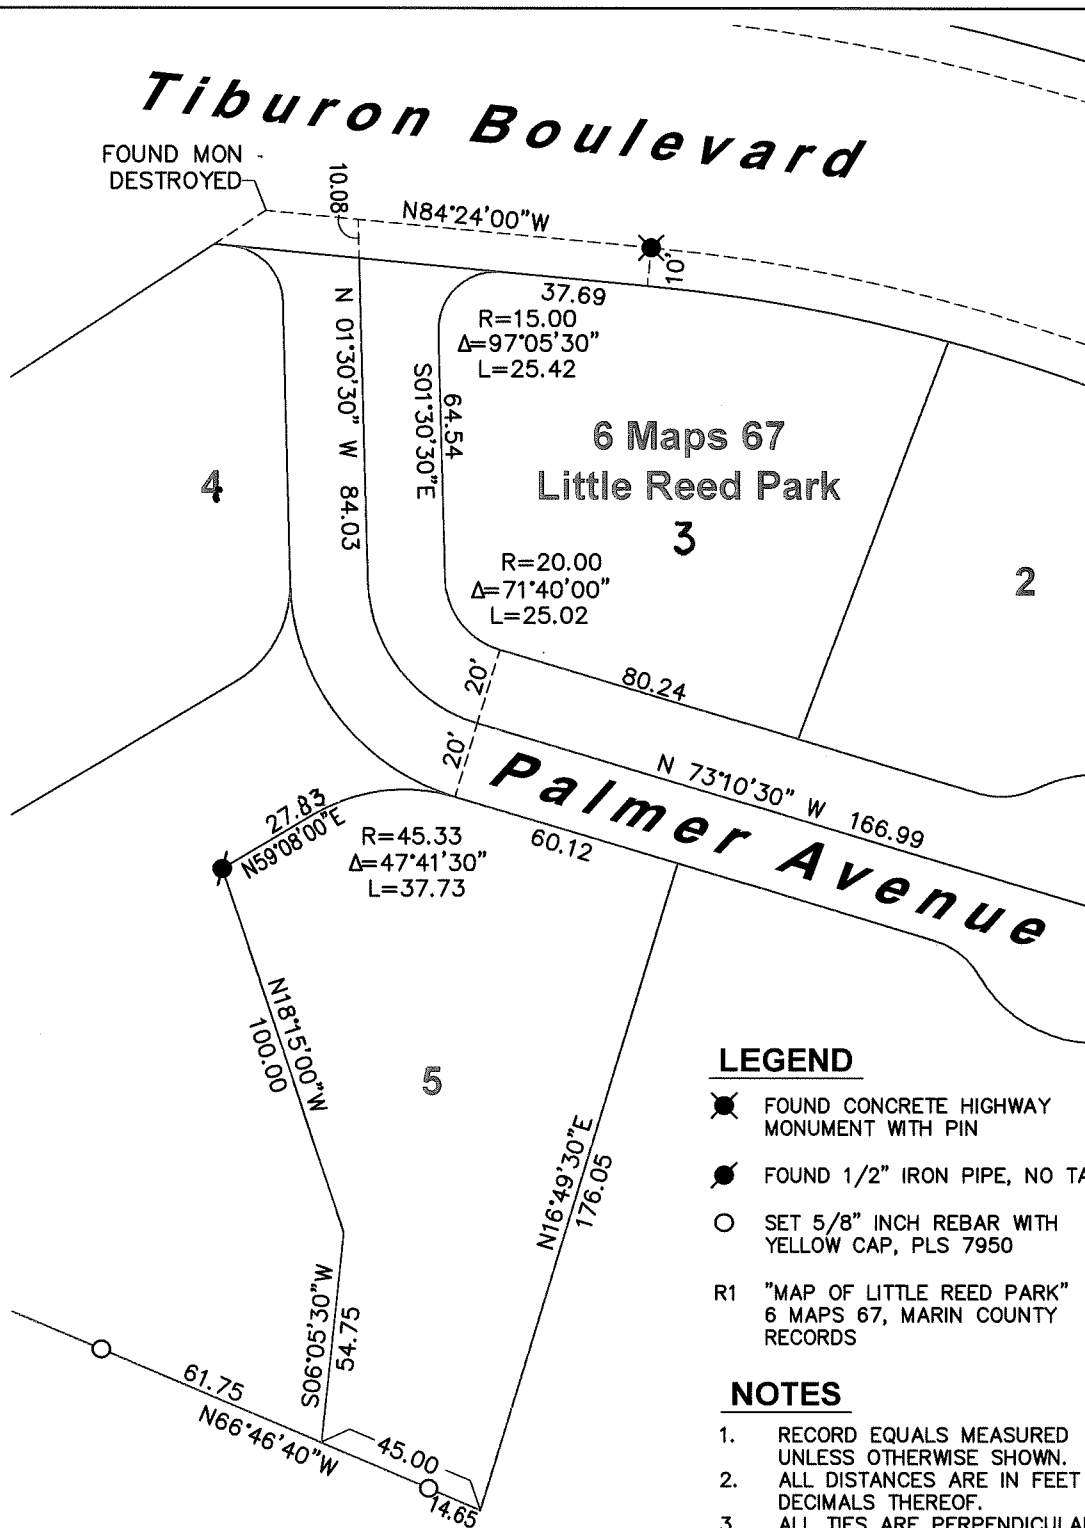 Tiburon Boulevard
FOUND MON
DESTROYED
10.08
N84°24'00"W
10'
37.69
R=15.00
Δ=97°05'30"
L=25.42
N 01°30'30" W 84.03
S01°30'30"E
64.54
6 Maps 67
Little Reed Park
3
4
2
R=20.00
Δ=71°40'00"
L=25.02
20'
80.24
20'
N 73°10'30" W 166.99
Palmer Avenue
27.83
N59°08'00"E
R=45.33
Δ=47°41'30"
L=37.73
60.12
N18°15'00"W
100.00
5
N16°49'30"E
176.05
S06°05'30"W
54.75
61.75
N66°46'40"W
45.00
14.65
LEGEND
FOUND CONCRETE HIGHWAY
MONUMENT WITH PIN
FOUND 1/2" IRON PIPE, NO TA
SET 5/8" INCH REBAR WITH
YELLOW CAP, PLS 7950
R1 "MAP OF LITTLE REED PARK"
6 MAPS 67, MARIN COUNTY
RECORDS
NOTES
1. RECORD EQUALS MEASURED
UNLESS OTHERWISE SHOWN.
2. ALL DISTANCES ARE IN FEET
DECIMALS THEREOF.
3. ALL TIES ARE PERPENDICULAR